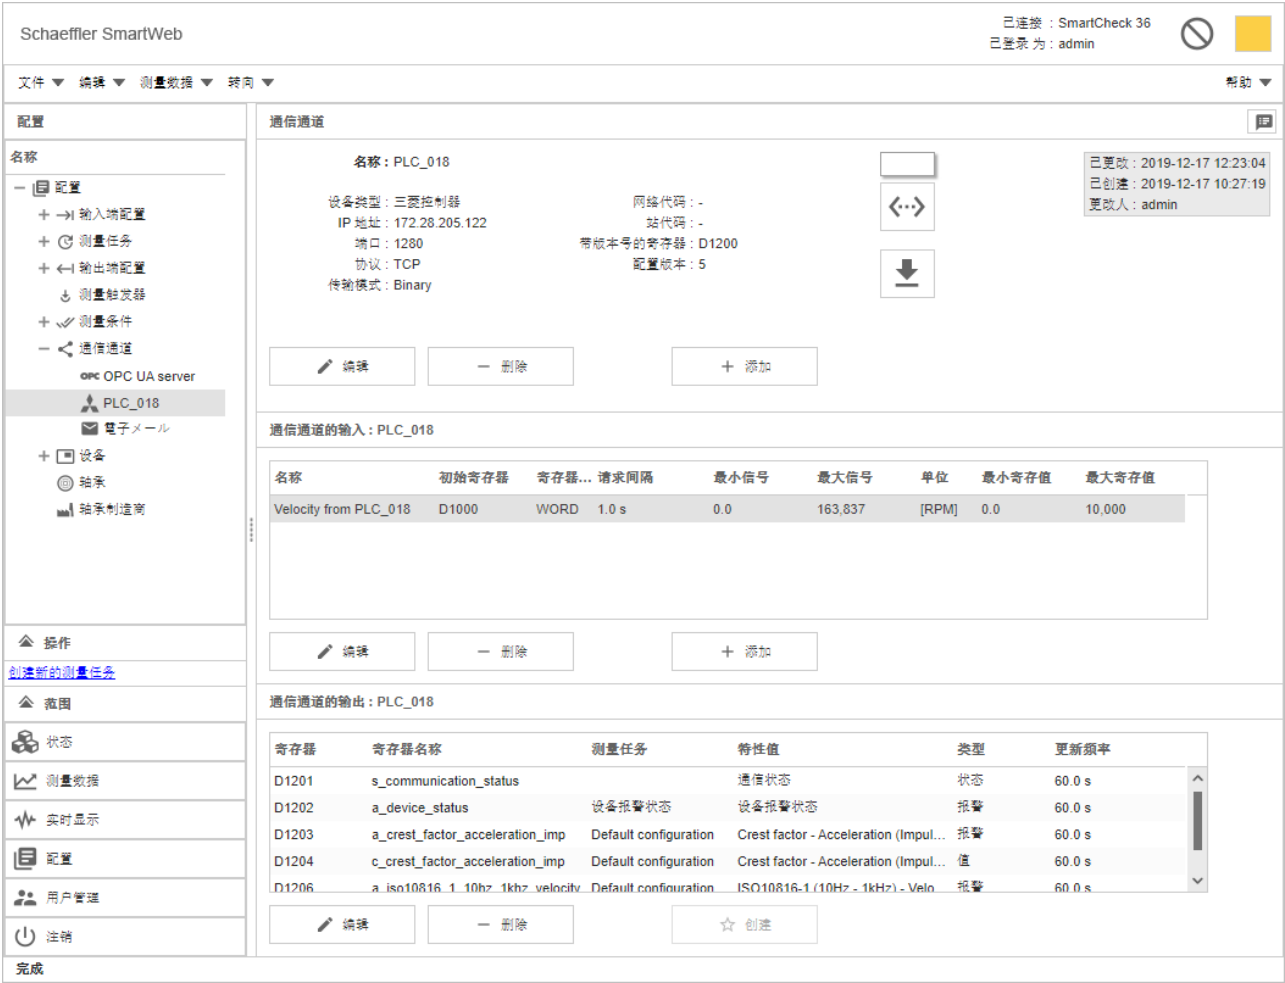 Schaeffler SmartWeb
已连接 : SmartCheck 36
已登录 为 : admin
文件 编辑 测量数据 转向 帮助
配置
名称
配置
输入端配置
测量任务
输出端配置
测量触发器
测量条件
通信通道
OPC OPC UA server
PLC_018
電子メール
设备
轴承
轴承制造商
操作
创建新的测量任务
范围
状态
测量数据
实时显示
配置
用户管理
注销
完成
通信通道
名称 : PLC_018
设备类型 : 三菱控制器
IP 地址 : 172.28.205.122
端口 : 1280
协议 : TCP
传输模式 : Binary
网络代码 : -
站代码 : -
带版本号的寄存器 : D1200
配置版本 : 5
已更改 : 2019-12-17 12:23:04
已创建 : 2019-12-17 10:27:19
更改人 : admin
编辑 删除 添加
通信通道的输入 : PLC_018
名称 初始寄存器 寄存器... 请求间隔 最小信号 最大信号 单位 最小寄存值 最大寄存值
Velocity from PLC_018 D1000 WORD 1.0 s 0.0 163,837 [RPM] 0.0 10,000
编辑 删除 添加
通信通道的输出 : PLC_018
寄存器 寄存器名称 测量任务 特性值 类型 更新频率
D1201 s_communication_status 通信状态 状态 60.0 s
D1202 a_device_status 设备报警状态 设备报警状态 报警 60.0 s
D1203 a_crest_factor_acceleration_imp Default configuration Crest factor - Acceleration (Impul... 报警 60.0 s
D1204 c_crest_factor_acceleration_imp Default configuration Crest factor - Acceleration (Impul... 值 60.0 s
D1206 a_iso10816_1_10hz_1khz_velocity Default configuration ISO10816-1 (10Hz - 1kHz) - Velo... 报警 60.0 s
编辑 删除 创建